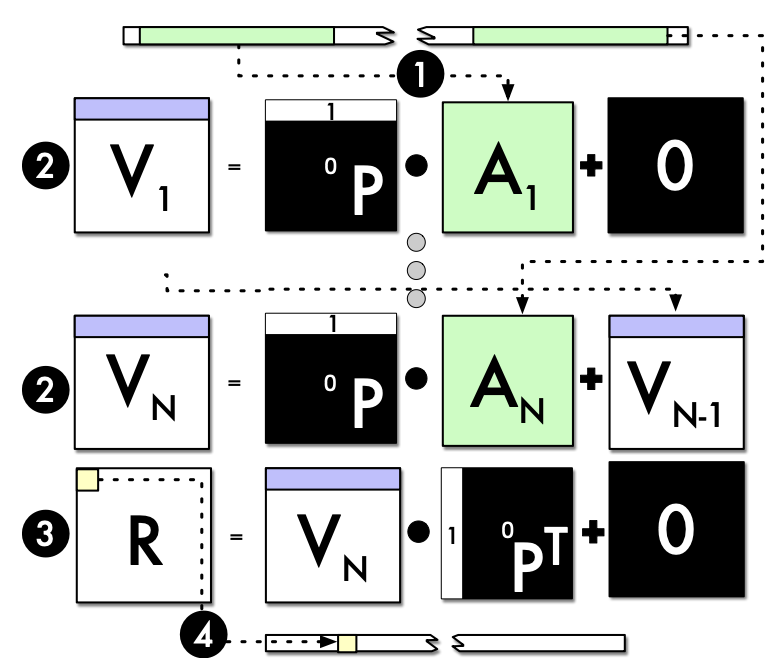 1
1
2 V1 = 0P • A1 + 0
1
2 VN = 0P • AN + VN-1
3 R = VN • 1 0PT + 0
4